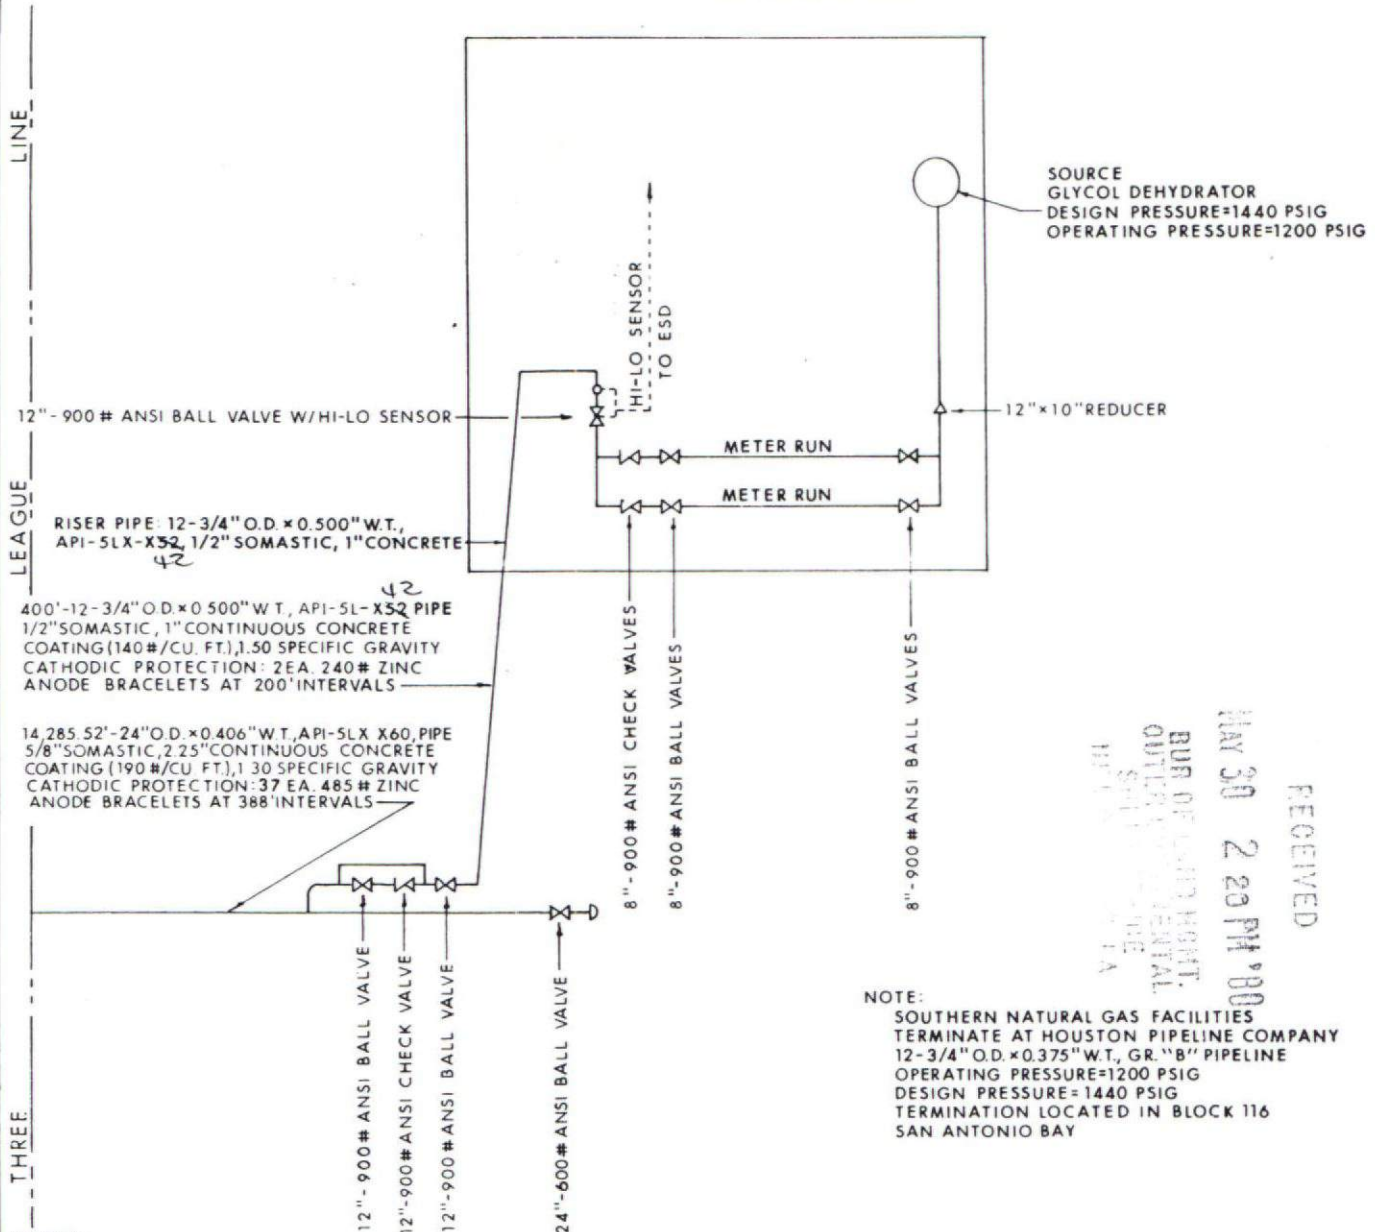 LINE
LEAGUE
THREE
SOURCE
GLYCOL DEHYDRATOR
DESIGN PRESSURE=1440 PSIG
OPERATING PRESSURE=1200 PSIG
HI-LO SENSOR
TO ESD
12"-900# ANSI BALL VALVE W/HI-LO SENSOR
12"×10" REDUCER
METER RUN
METER RUN
RISER PIPE: 12-3/4" O.D. × 0.500" W.T.,
API-5LX-X52, 1/2" SOMASTIC, 1" CONCRETE
42
42
400'-12-3/4" O.D. × 0 500" W T., API-5L-X52 PIPE
1/2" SOMASTIC, 1" CONTINUOUS CONCRETE
COATING (140#/CU. FT.), 1.50 SPECIFIC GRAVITY
CATHODIC PROTECTION: 2EA. 240# ZINC
ANODE BRACELETS AT 200' INTERVALS
14,285.52'-24" O.D. × 0.406" W.T., API-5LX X60, PIPE
5/8" SOMASTIC, 2.25" CONTINUOUS CONCRETE
COATING (190 #/CU FT.), 1 30 SPECIFIC GRAVITY
CATHODIC PROTECTION: 37 EA. 485# ZINC
ANODE BRACELETS AT 388' INTERVALS
8"-900# ANSI CHECK VALVES
8"-900# ANSI BALL VALVES
8"-900# ANSI BALL VALVES
12"-900# ANSI BALL VALVE
12"-900# ANSI CHECK VALVE
12"-900# ANSI BALL VALVE
24"-600# ANSI BALL VALVE
RECEIVED
MAY 30 2 20 PM '80
NOTE:
SOUTHERN NATURAL GAS FACILITIES
TERMINATE AT HOUSTON PIPELINE COMPANY
12-3/4" O.D. × 0.375" W.T., GR. "B" PIPELINE
OPERATING PRESSURE=1200 PSIG
DESIGN PRESSURE=1440 PSIG
TERMINATION LOCATED IN BLOCK 116
SAN ANTONIO BAY